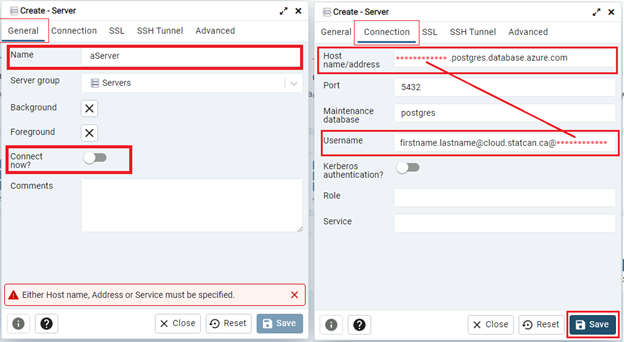 Create - Server
General Connection SSL SSH Tunnel Advanced
Name aServer
Server group Servers
Background
Foreground
Connect
now?
Comments
Either Host name, Address or Service must be specified.
Close Reset Save
Create - Server
General Connection SSL SSH Tunnel Advanced
Host
name/address ************ .postgres.database.azure.com
Port 5432
Maintenance
database postgres
Username firstname.lastname@cloud.statcan.ca@************
Kerberos
authentication?
Role
Service
Close Reset Save